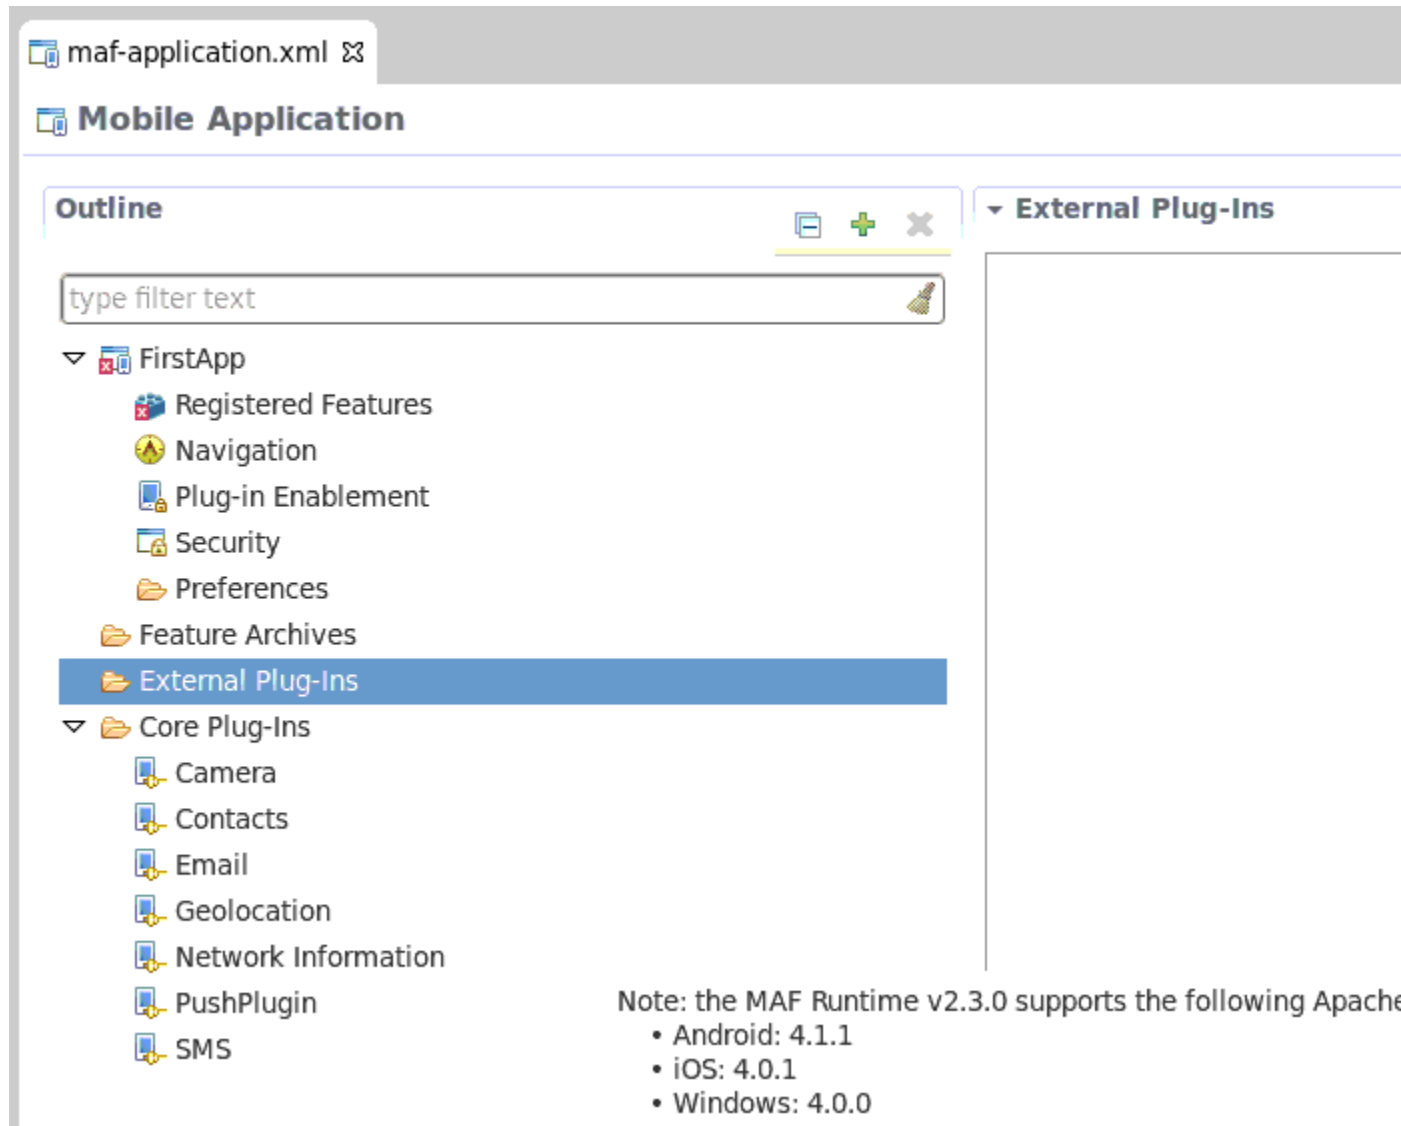 maf-application.xml
Mobile Application
Outline
External Plug-Ins
type filter text
FirstApp
Registered Features
Navigation
Plug-in Enablement
Security
Preferences
Feature Archives
External Plug-Ins
Core Plug-Ins
Camera
Contacts
Email
Geolocation
Network Information
PushPlugin
SMS
Note: the MAF Runtime v2.3.0 supports the following Apache
• Android: 4.1.1
• iOS: 4.0.1
• Windows: 4.0.0